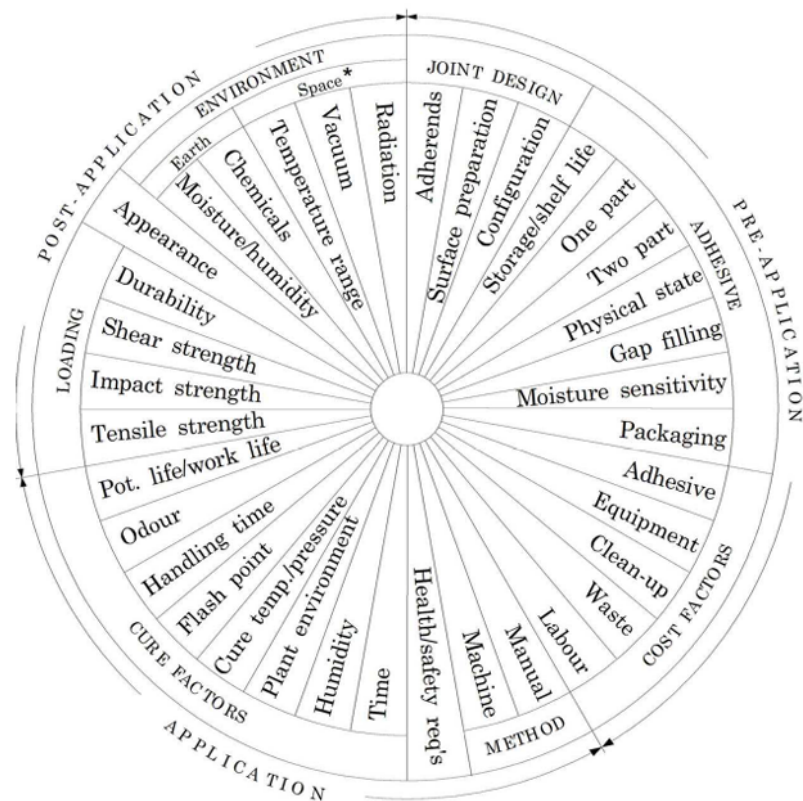 PRE-APPLICATION
JOINT DESIGN
Adherends
Surface preparation
Configuration
ADHESIVE
Storage/shelf life
One part
Two part
Physical state
Gap filling
Moisture sensitivity
Packaging
COST FACTORS
Adhesive
Equipment
Clean-up
Waste
Labour
APPLICATION
METHOD
Manual
Machine
Health/safety req's
CURE FACTORS
Time
Humidity
Plant environment
Cure temp./pressure
Flash point
Handling time
Odour
Pot. life/work life
POST-APPLICATION
LOADING
Tensile strength
Impact strength
Shear strength
Durability
Appearance
ENVIRONMENT
Earth
Moisture/humidity
Chemicals
Space*
Temperature range
Vacuum
Radiation